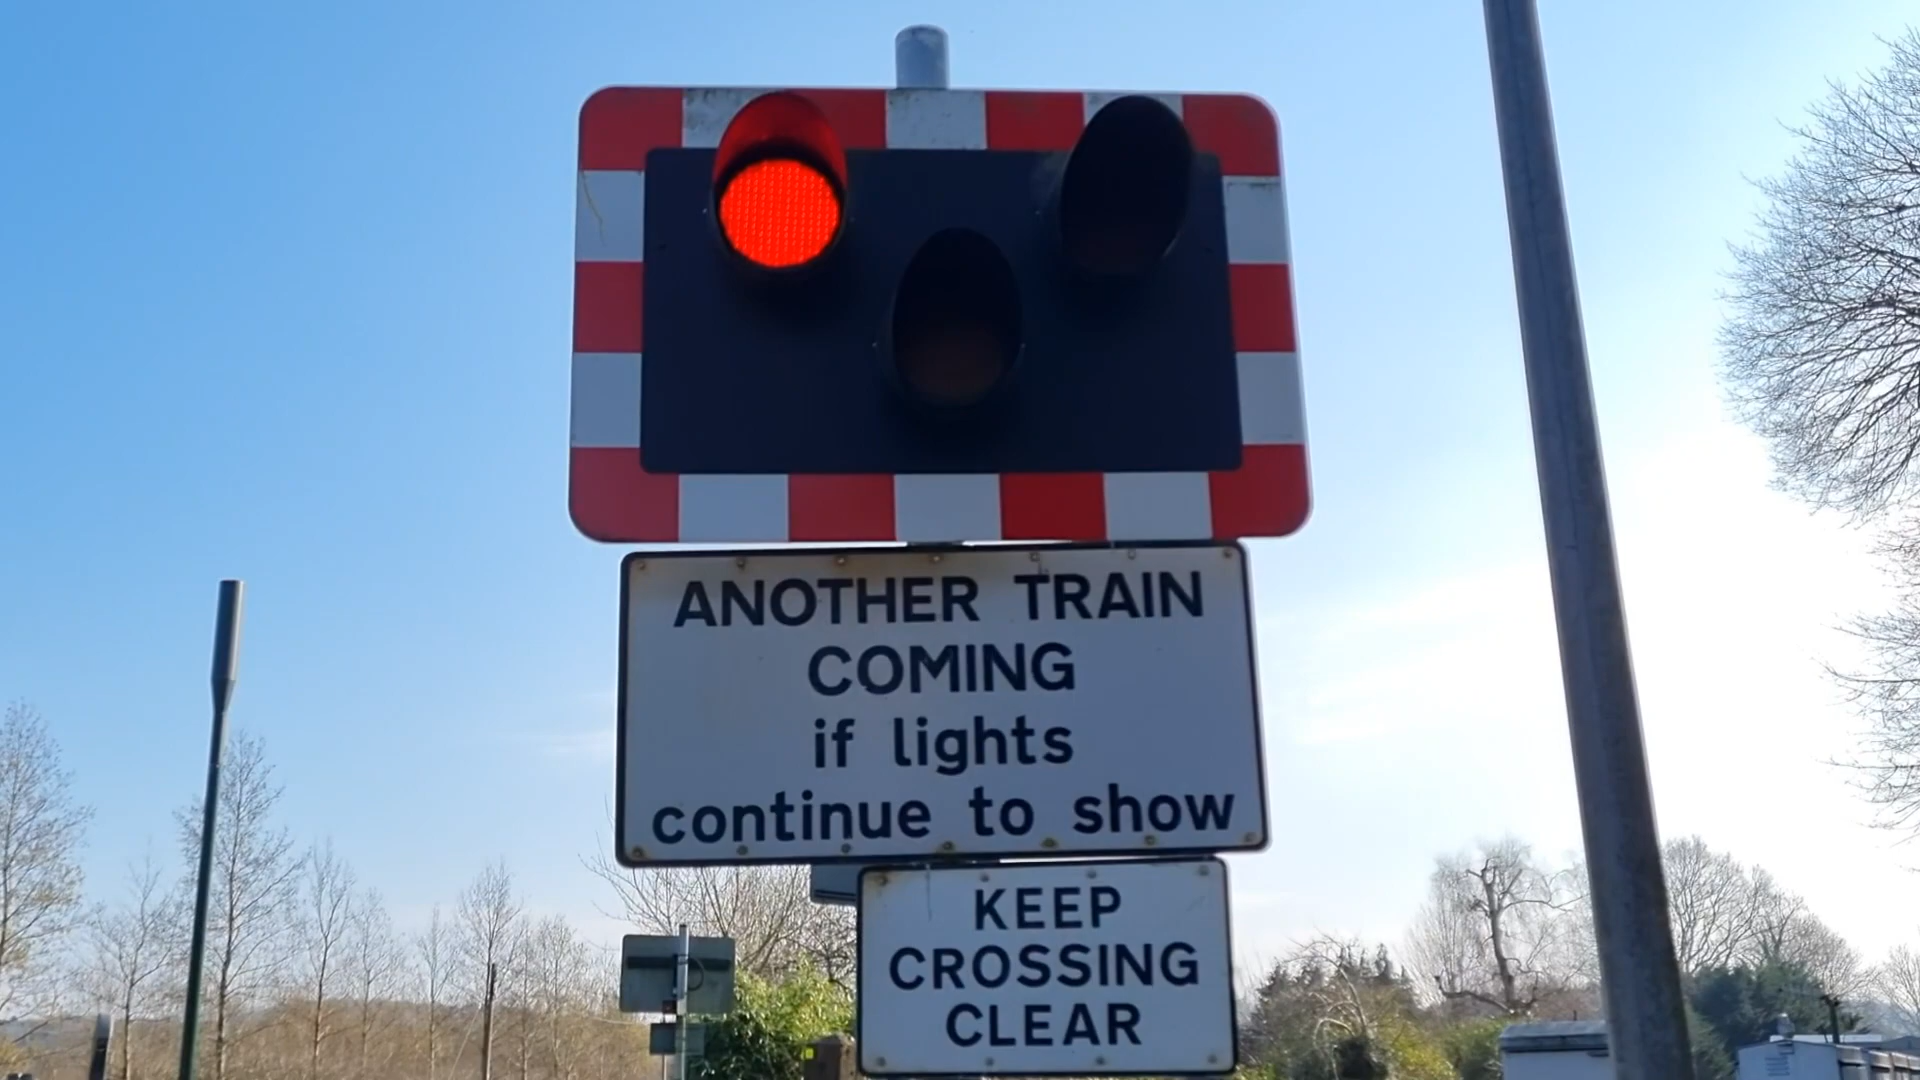 ANOTHER TRAIN
COMING
if lights
continue to show
KEEP
CROSSING
CLEAR